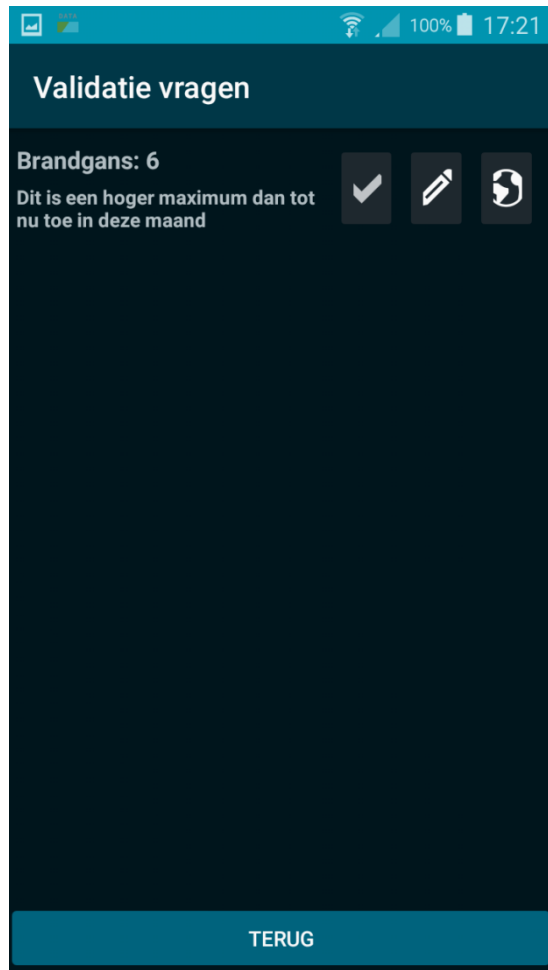 DATA
100% 17:21
Validatie vragen
Brandgans: 6
Dit is een hoger maximum dan tot
nu toe in deze maand
TERUG